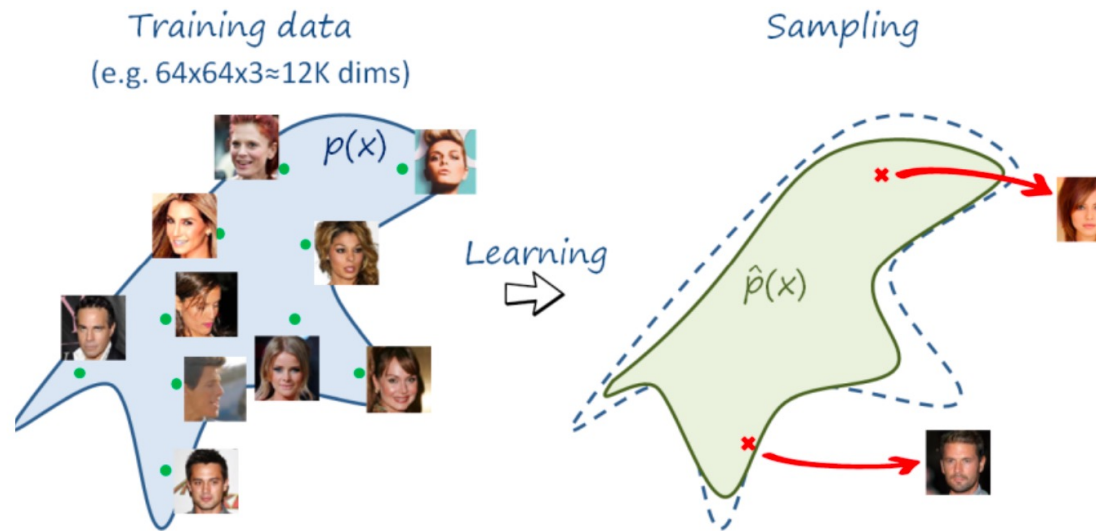 Training data
(e.g. 64x64x3≈12K dims)
p(x)
Learning
Sampling
p̂(x)